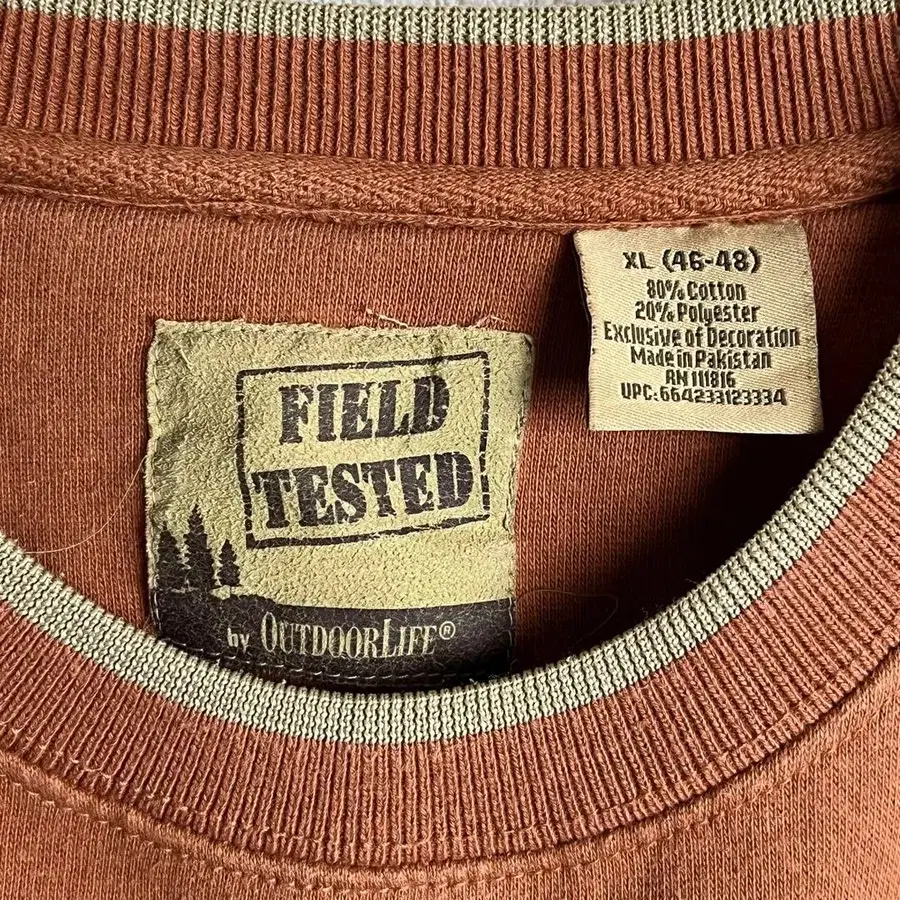 FIELD
TESTED
by OUTDOORLIFE®
XL (46-48)
80% Cotton
20% Polyester
Exclusive of Decoration
Made in Pakistan
RN 111816
UPC: 664233123334